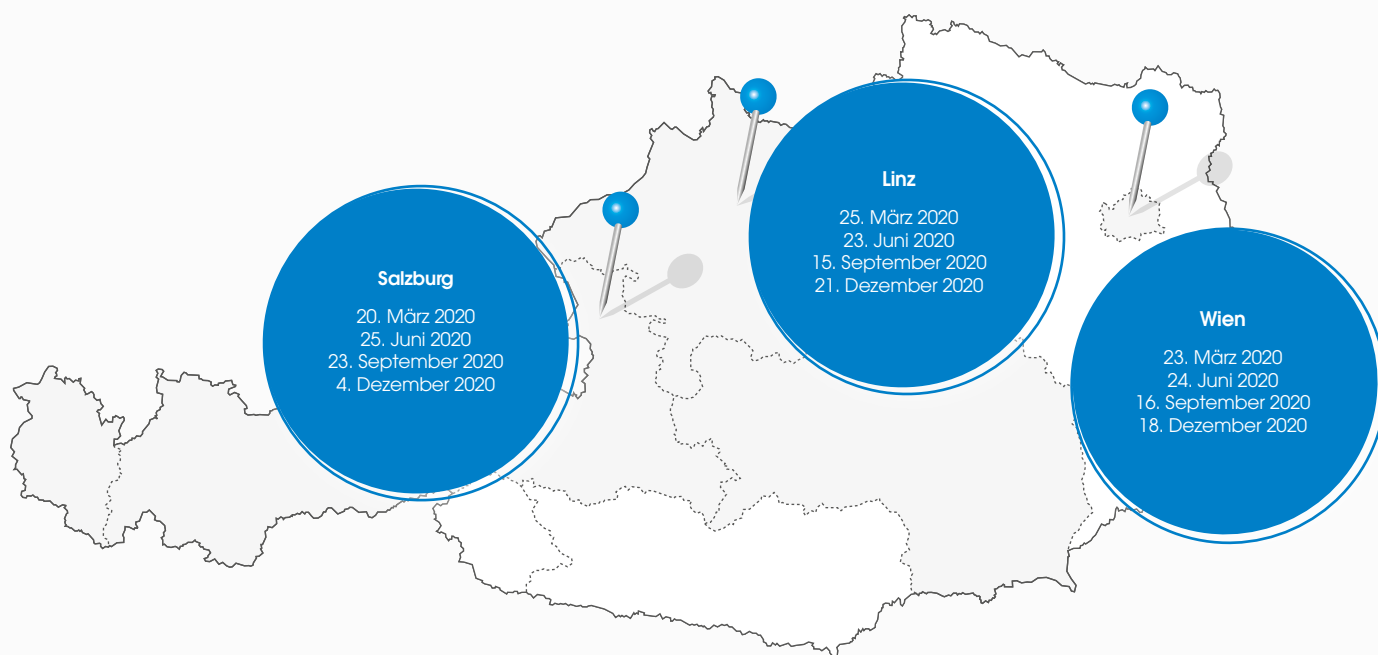 Salzburg
20. März 2020
25. Juni 2020
23. September 2020
4. Dezember 2020
Linz
25. März 2020
23. Juni 2020
15. September 2020
21. Dezember 2020
Wien
23. März 2020
24. Juni 2020
16. September 2020
18. Dezember 2020